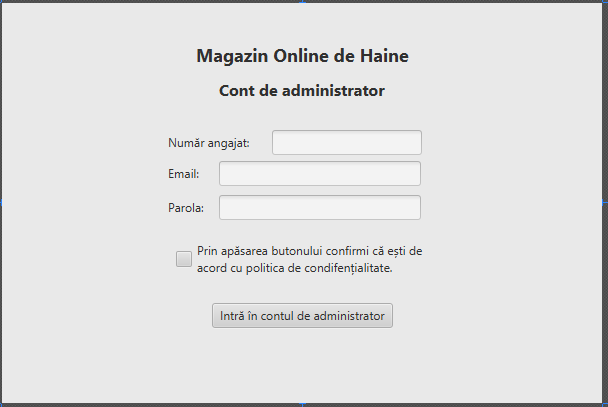 Magazin Online de Haine
Cont de administrator
Număr angajat:
Email:
Parola:
Prin apăsarea butonului confirmi că ești de
acord cu politica de condifențialitate.
Intră în contul de administrator